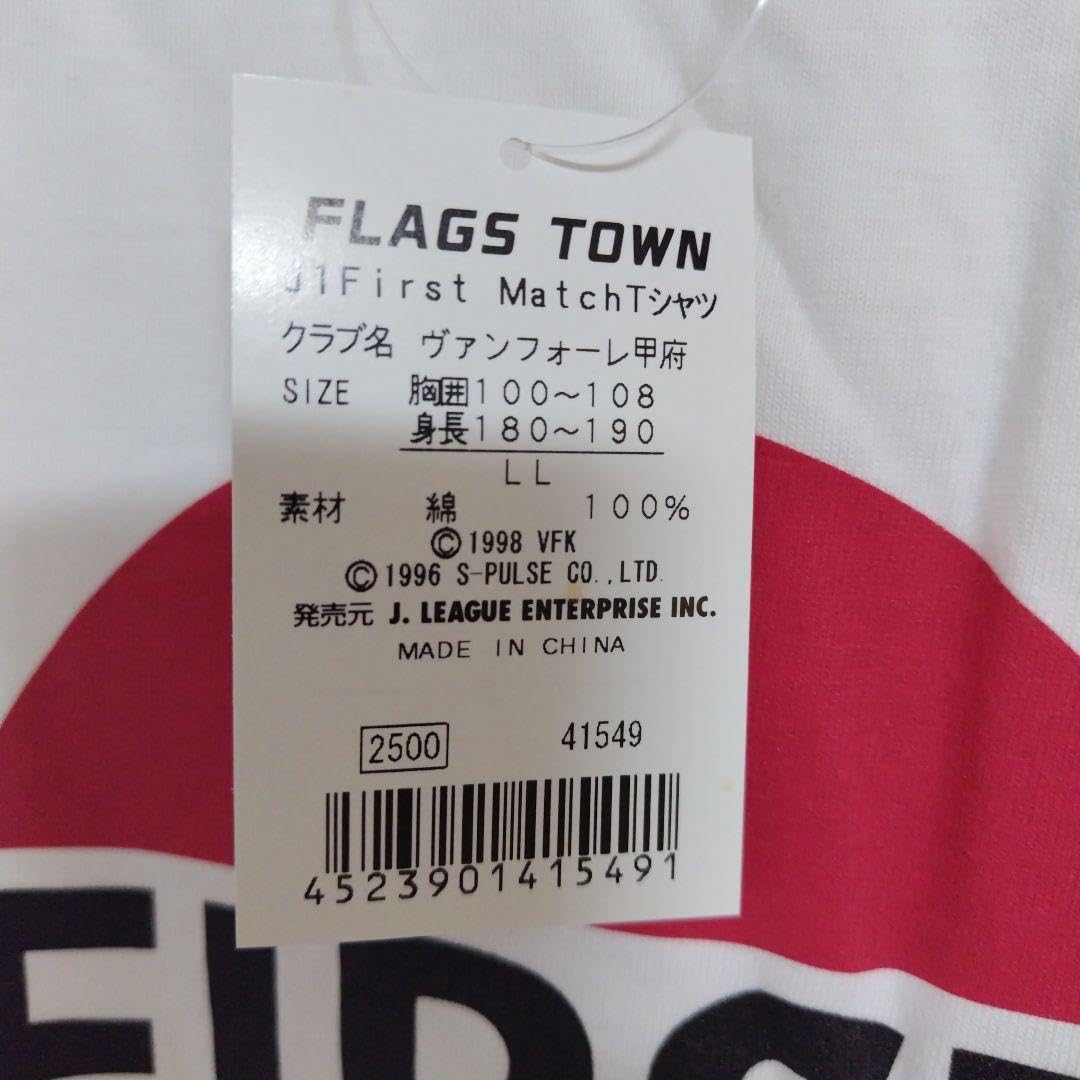 FLAGS TOWN
J1First MatchTシャツ
クラブ名 ヴァンフォーレ甲府
SIZE 胸囲100~108
身長180~190
LL
素材 綿 100%
©1998 VFK
©1996 S-PULSE CO.,LTD.
発売元 J. LEAGUE ENTERPRISE INC.
MADE IN CHINA
2500 41549
4523901415491